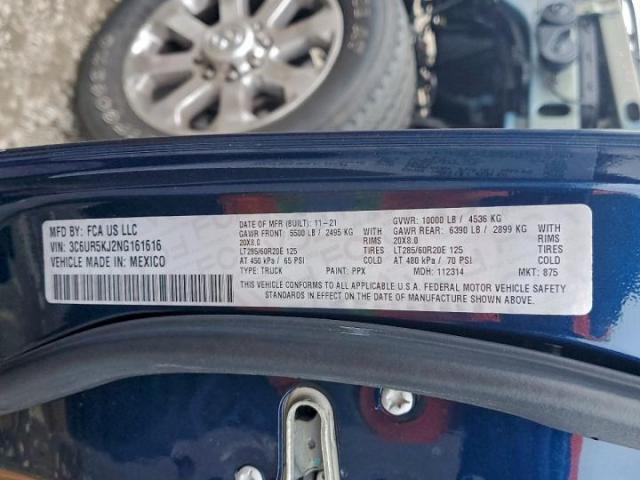 MFD BY: FCA US LLC
VIN: 3C6UR5KJ2NG161616
VEHICLE MADE IN: MEXICO
DATE OF MFR (BUILT): 11-21
GAWR FRONT: 5500 LB / 2495 KG
20X8.0 RIMS
LT285/60R20E 125 TIRES
AT 450 kPa / 65 PSI COLD
TYPE: TRUCK PAINT: PPX MDH: 112314 MKT: 875
GVWR: 10000 LB / 4536 KG
GAWR REAR: 6390 LB / 2899 KG
20X8.0 RIMS
LT285/60R20E 125 TIRES
AT 480 kPa / 70 PSI COLD
THIS VEHICLE CONFORMS TO ALL APPLICABLE U.S.A. FEDERAL MOTOR VEHICLE SAFETY
STANDARDS IN EFFECT ON THE DATE OF MANUFACTURE SHOWN ABOVE.